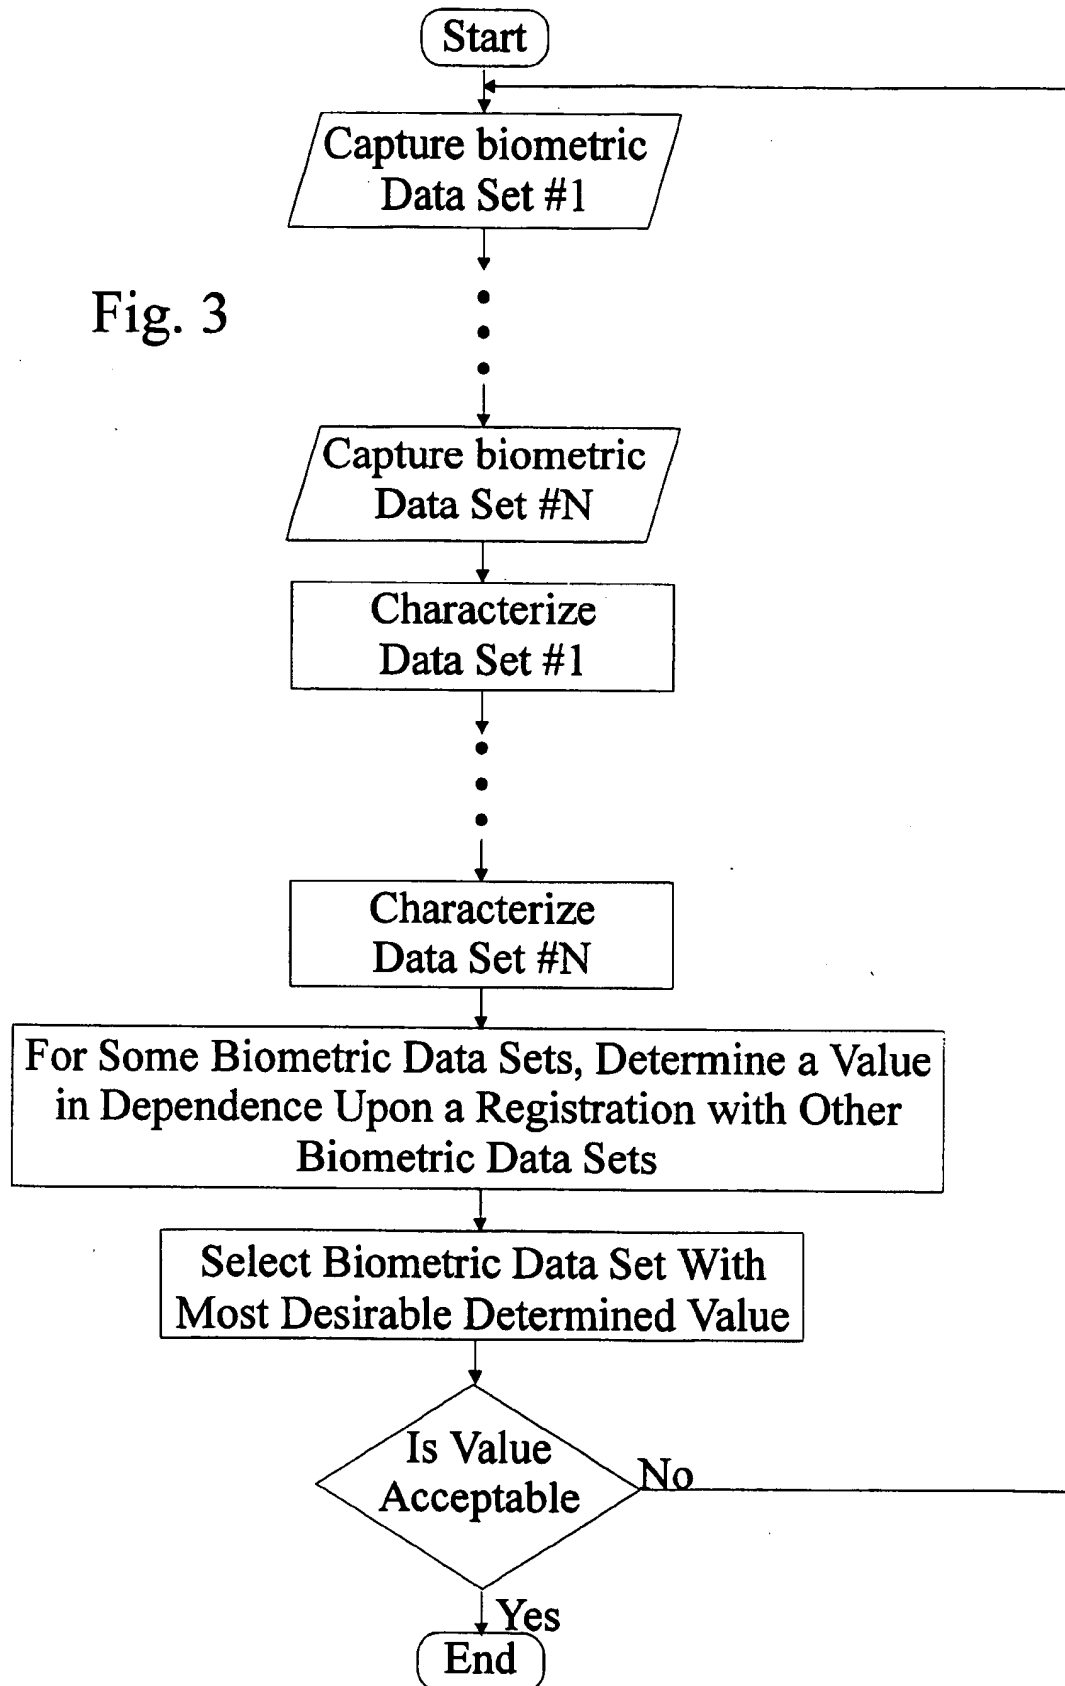 Start
Capture biometric
Data Set #1
Fig. 3
Capture biometric
Data Set #N
Characterize
Data Set #1
Characterize
Data Set #N
For Some Biometric Data Sets, Determine a Value
in Dependence Upon a Registration with Other
Biometric Data Sets
Select Biometric Data Set With
Most Desirable Determined Value
Is Value
Acceptable
No
Yes
End